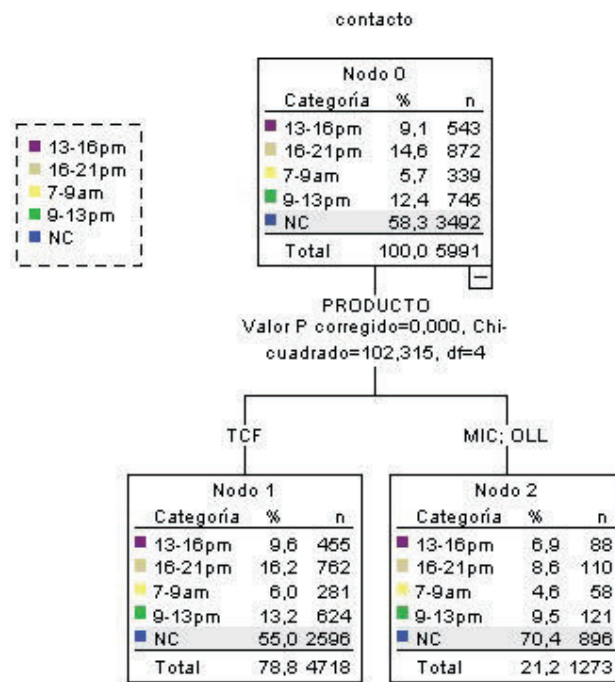 contacto
Nodo 0
Categoría % n
13-16pm 9,1 543
16-21pm 14,6 872
7-9am 5,7 339
9-13pm 12,4 745
NC 58,3 3492
Total 100,0 5991
13-16pm
16-21pm
7-9am
9-13pm
NC
PRODUCTO
Valor P corregido=0,000, Chi-
cuadrado=102,315, df=4
TCF
MIC; OLL
Nodo 1
Categoría % n
13-16pm 9,6 455
16-21pm 16,2 762
7-9am 6,0 281
9-13pm 13,2 624
NC 55,0 2596
Total 78,8 4718
Nodo 2
Categoría % n
13-16pm 6,9 88
16-21pm 8,6 110
7-9am 4,6 58
9-13pm 9,5 121
NC 70,4 896
Total 21,2 1273